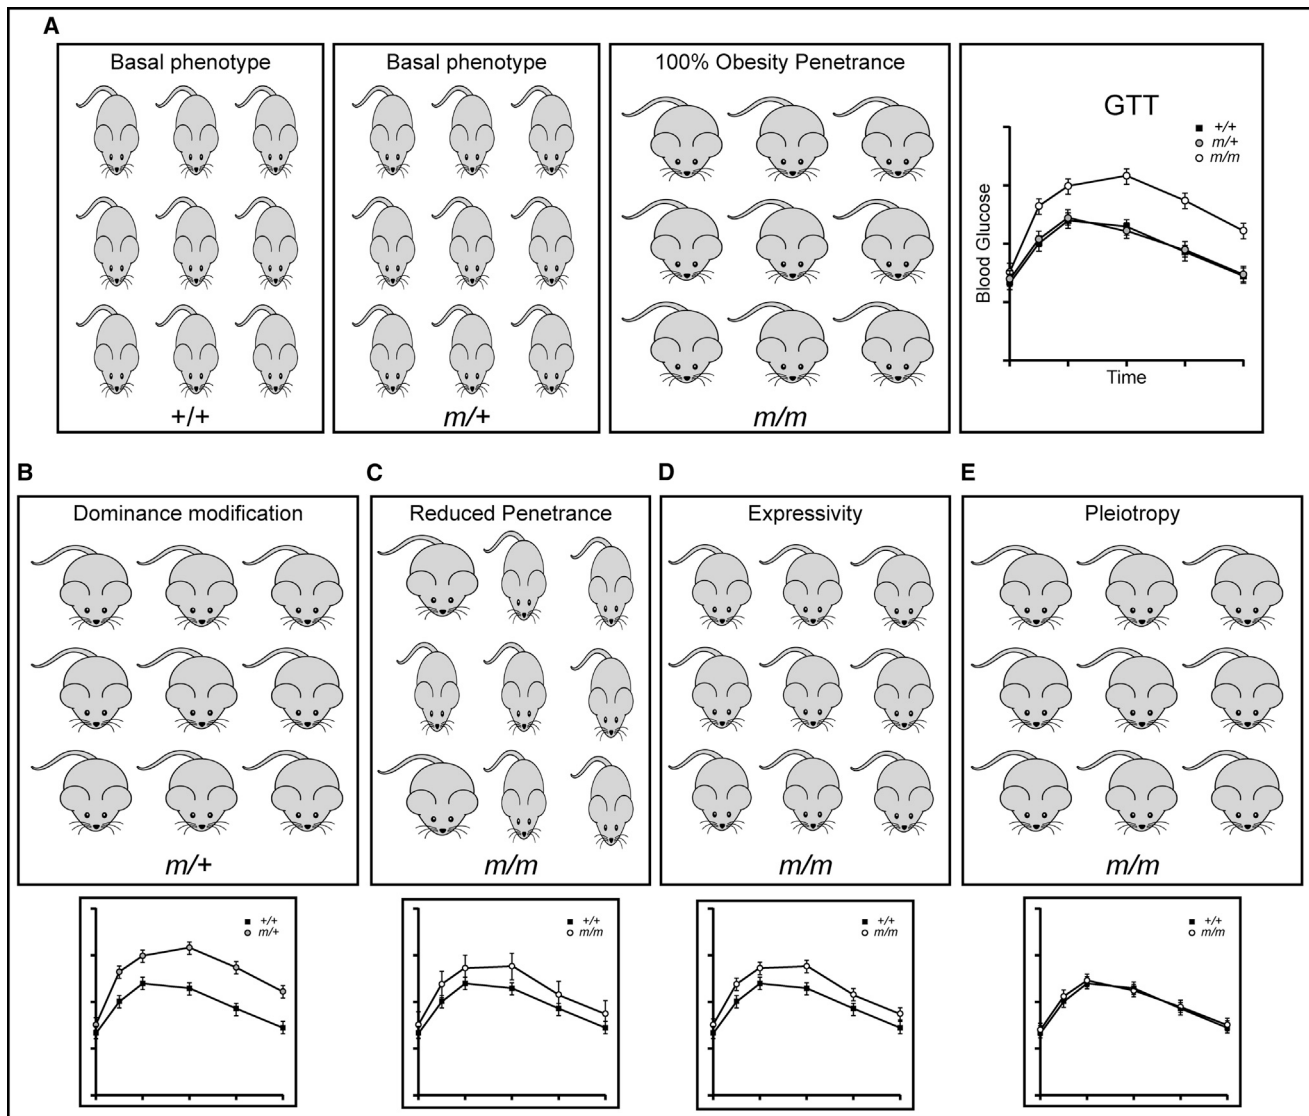 A
Basal phenotype
+/+
Basal phenotype
m/+
100% Obesity Penetrance
m/m
GTT
+/+
m/+
m/m
Blood Glucose
Time
B
Dominance modification
m/+
+/+
m/+
C
Reduced Penetrance
m/m
+/+
m/m
D
Expressivity
m/m
+/+
m/m
E
Pleiotropy
m/m
+/+
m/m